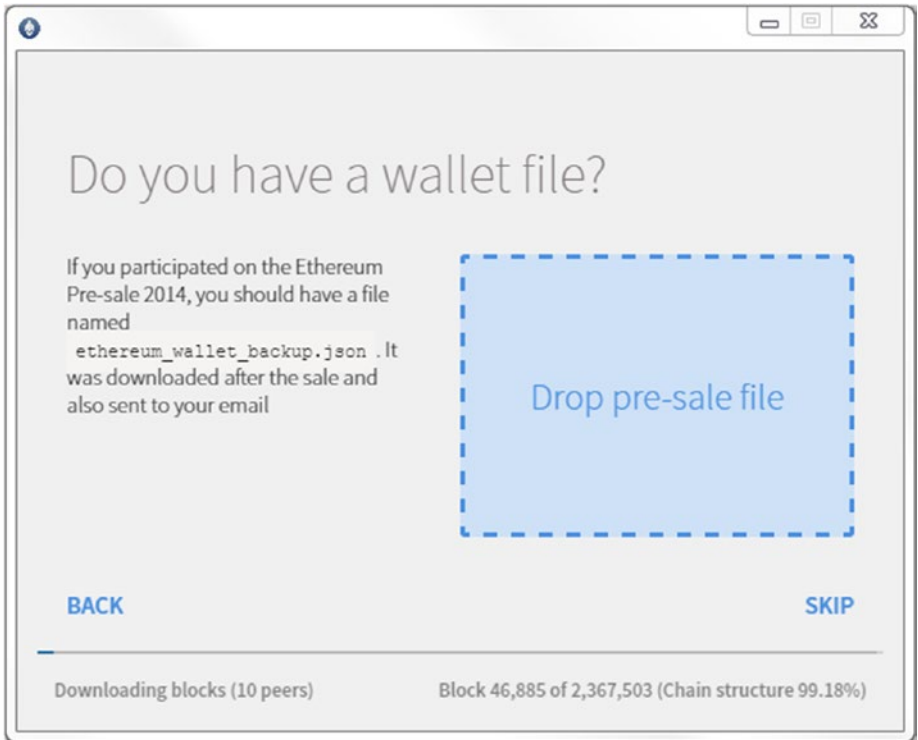 Do you have a wallet file?
If you participated on the Ethereum
Pre-sale 2014, you should have a file
named
ethereum_wallet_backup.json . It
was downloaded after the sale and
also sent to your email
Drop pre-sale file
BACK
SKIP
Downloading blocks (10 peers)
Block 46,885 of 2,367,503 (Chain structure 99.18%)